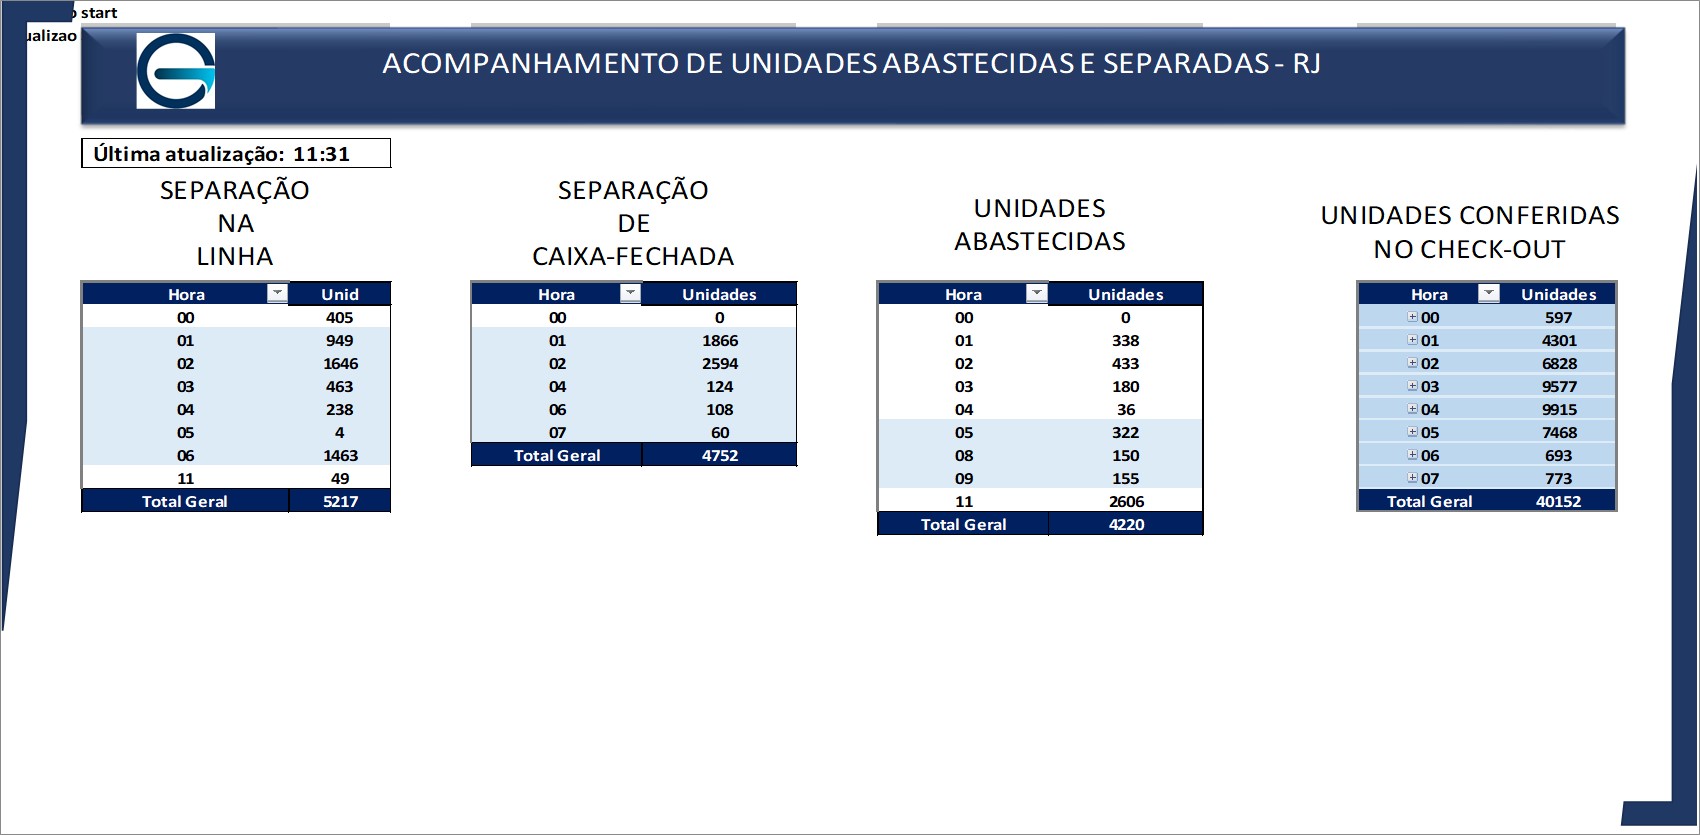 start
ACOMPANHAMENTO DE UNIDADES ABASTECIDAS E SEPARADAS - RJ
Última atualização: 11:31
SEPARAÇÃO
NA
LINHA
Hora Unid
00 405
01 949
02 1646
03 463
04 238
05 4
06 1463
11 49
Total Geral 5217
SEPARAÇÃO
DE
CAIXA-FECHADA
Hora Unidades
00 0
01 1866
02 2594
04 124
06 108
07 60
Total Geral 4752
UNIDADES
ABASTECIDAS
Hora Unidades
00 0
01 338
02 433
03 180
04 36
05 322
08 150
09 155
11 2606
Total Geral 4220
UNIDADES CONFERIDAS
NO CHECK-OUT
Hora Unidades
00 597
01 4301
02 6828
03 9577
04 9915
05 7468
06 693
07 773
Total Geral 40152